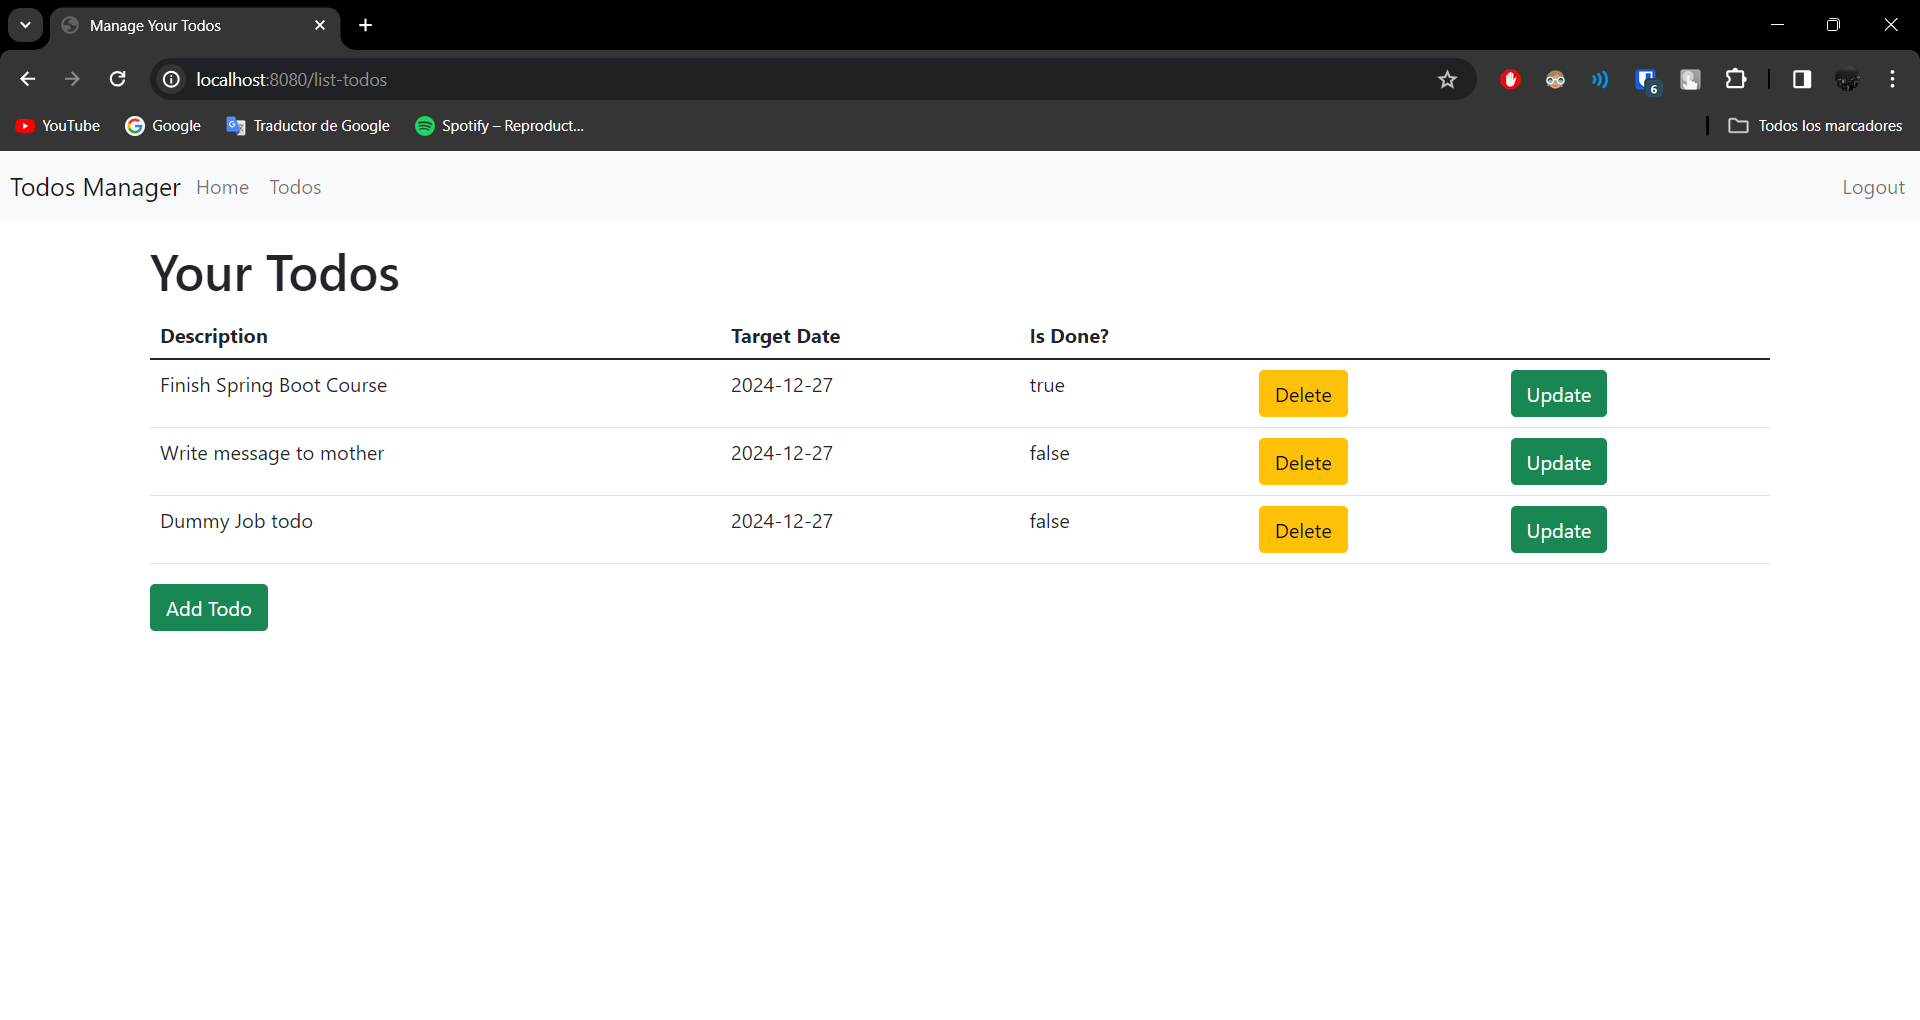 Manage Your Todos
localhost:8080/list-todos
6
YouTube Google Traductor de Google Spotify – Reproduct... Todos los marcadores
Todos Manager Home Todos Logout
Your Todos
Description Target Date Is Done?
Finish Spring Boot Course 2024-12-27 true Delete Update
Write message to mother 2024-12-27 false Delete Update
Dummy Job todo 2024-12-27 false Delete Update
Add Todo